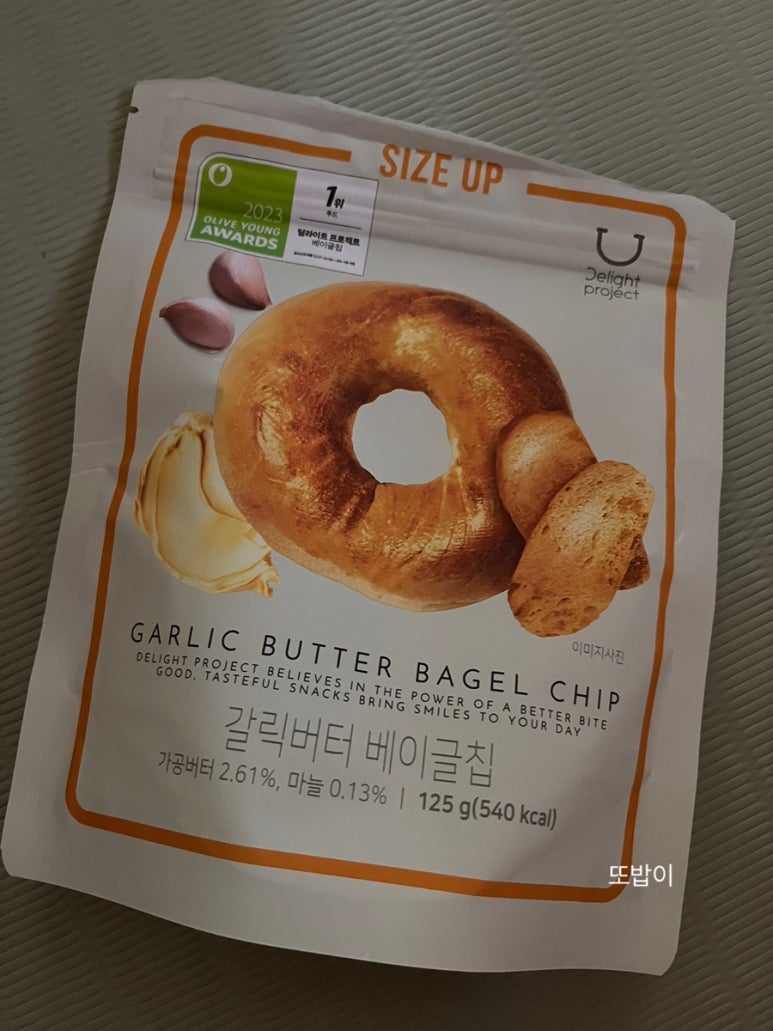 SIZE UP
2023
OLIVE YOUNG
AWARDS
1위
푸드
딜라이트 프로젝트
베이글칩
Delight
project
이미지사진
GARLIC BUTTER BAGEL CHIP
DELIGHT PROJECT BELIEVES IN THE POWER OF A BETTER BITE
GOOD, TASTEFUL SNACKS BRING SMILES TO YOUR DAY
갈릭버터 베이글칩
가공버터 2.61%, 마늘 0.13% | 125 g(540 kcal)
또밥이